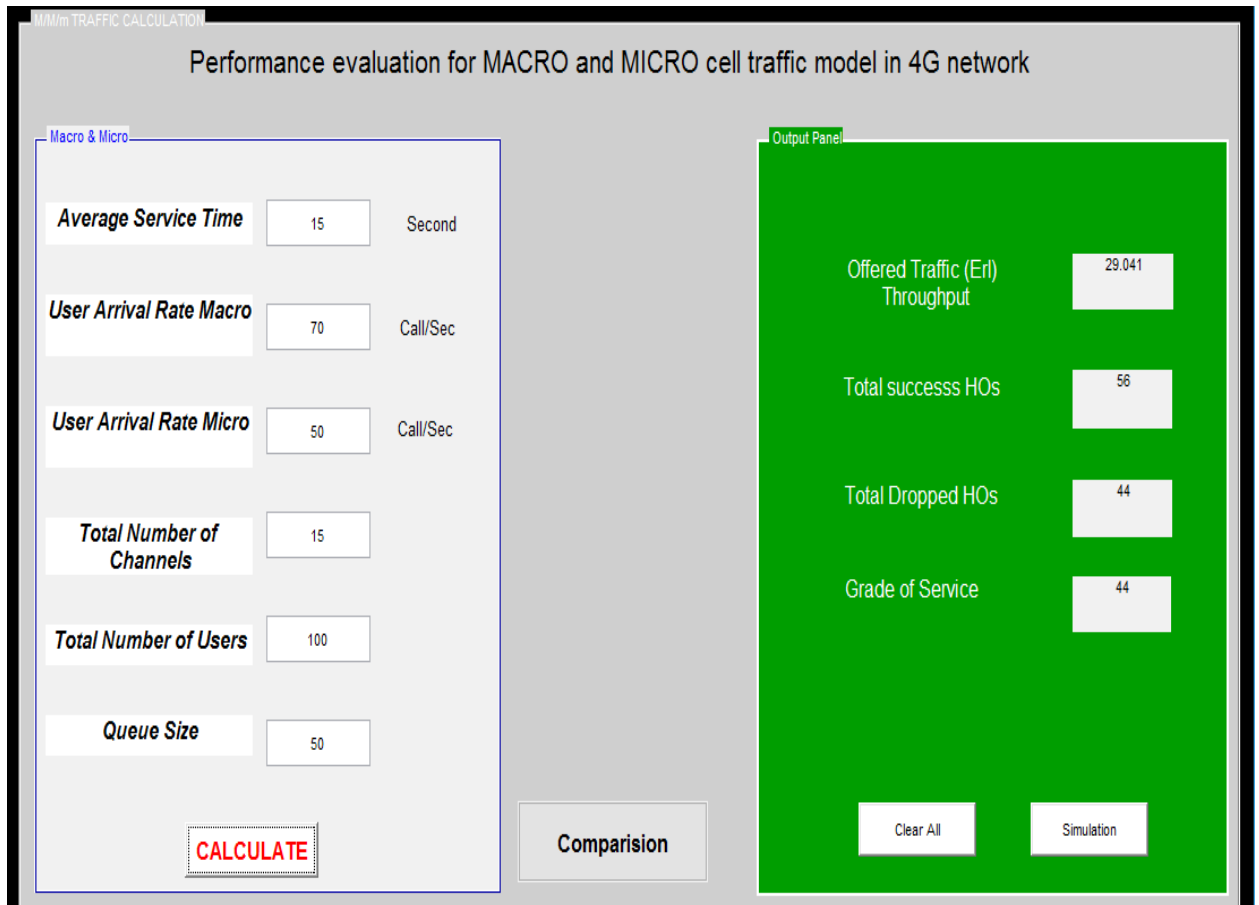 M/M/m TRAFFIC CALCULATION
Performance evaluation for MACRO and MICRO cell traffic model in 4G network
Macro & Micro
Average Service Time
15
Second
User Arrival Rate Macro
70
Call/Sec
User Arrival Rate Micro
50
Call/Sec
Total Number of
Channels
15
Total Number of Users
100
Queue Size
50
CALCULATE
Comparision
Output Panel
Offered Traffic (Erl)
Throughput
29.041
Total successs HOs
56
Total Dropped HOs
44
Grade of Service
44
Clear All
Simulation